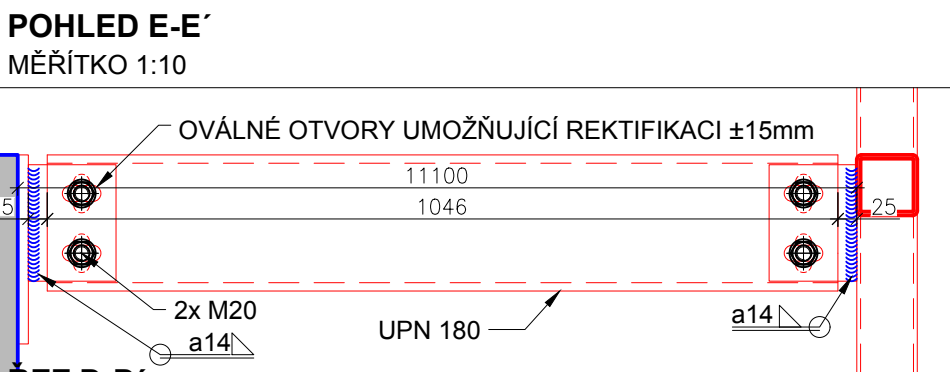 POHLED E-E´
MĚŘÍTKO 1:10
OVÁLNÉ OTVORY UMOŽŇUJÍCÍ REKTIFIKACI ±15mm
11100
5
1046
25
2x M20
a14
UPN 180
a14